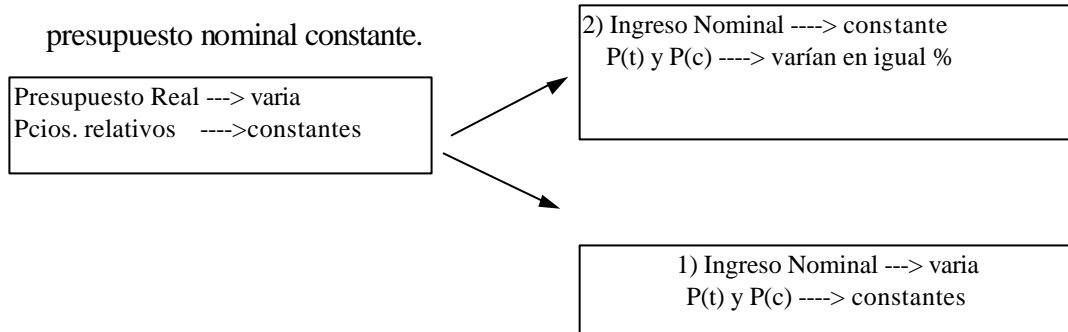 presupuesto nominal constante.
Presupuesto Real ---> varia
Pcios. relativos ---->constantes
2) Ingreso Nominal ----> constante
P(t) y P(c) ----> varían en igual %
1) Ingreso Nominal ---> varia
P(t) y P(c) ----> constantes